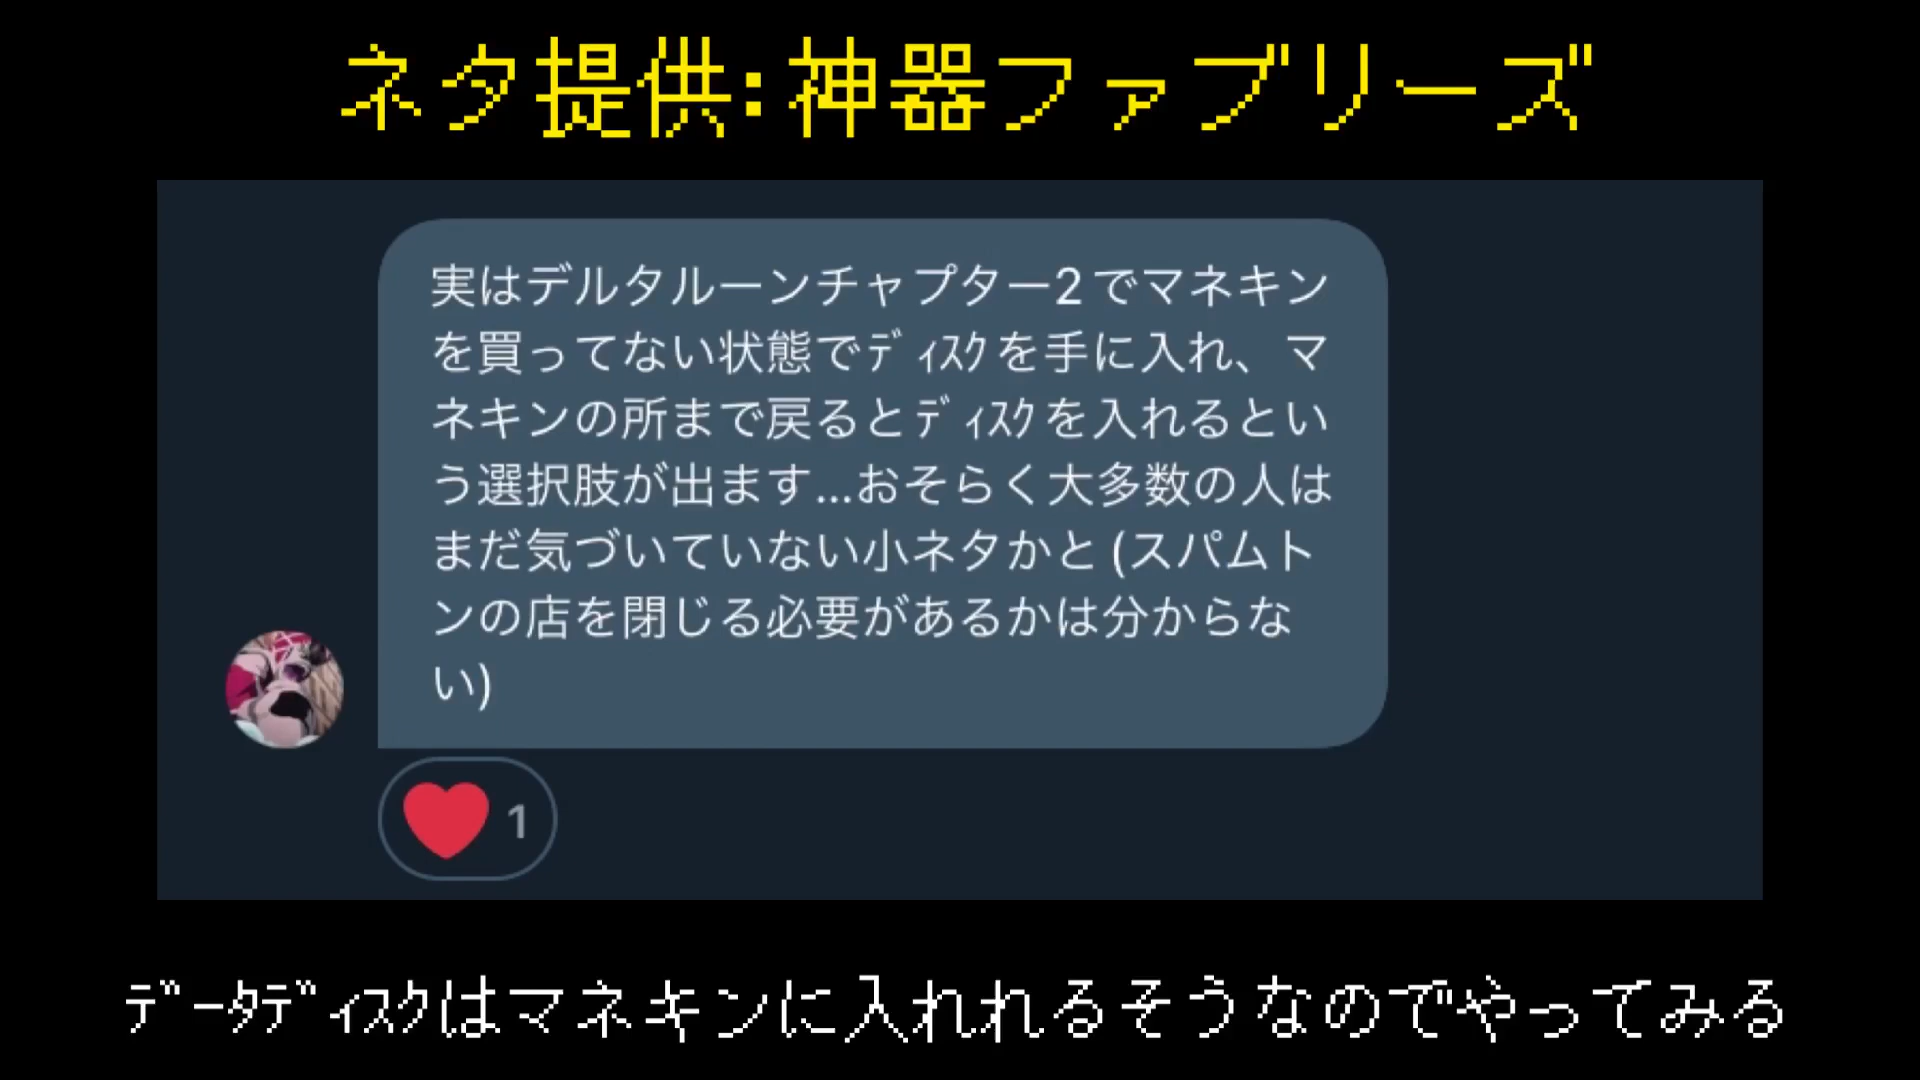 ネタ提供:神器ファブリーズ
実はデルタルーンチャプター2でマネキン
を買ってない状態でﾃﾞｨｽｸを手に入れ、マ
ネキンの所まで戻るとﾃﾞｨｽｸを入れるとい
う選択肢が出ます...おそらく大多数の人は
まだ気づいていない小ネタかと(スパムト
ンの店を閉じる必要があるかは分からな
い)
1
ﾃﾞｰﾀﾃﾞｨｽｸはマネキンに入れれるそうなのでやってみる